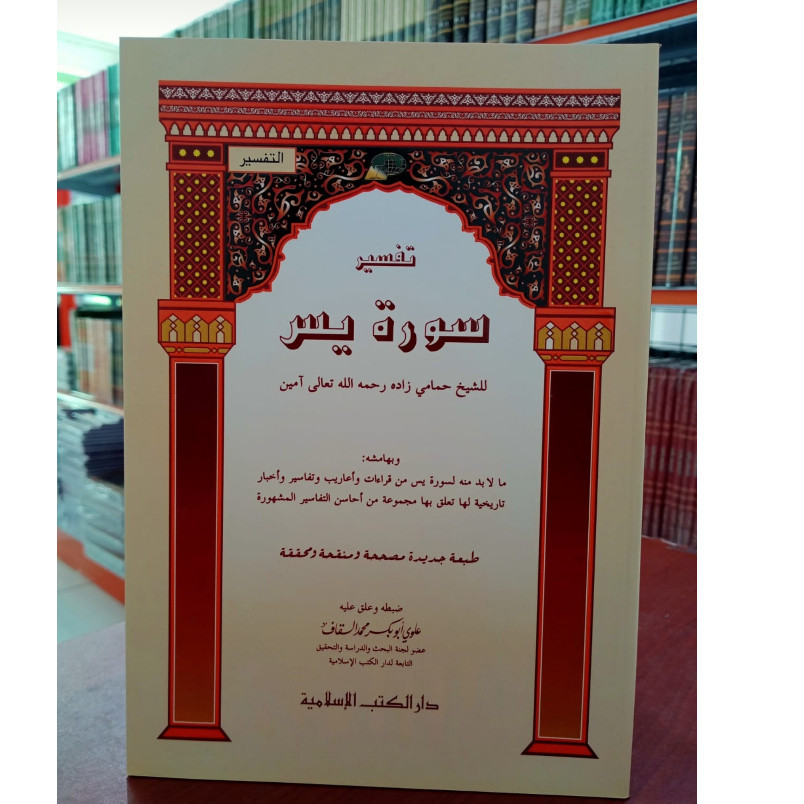 التفسير
تفسير
سورة يس
للشيخ حمامي زاده رحمه الله تعالى آمين
وبهامشه:
ما لابد منه لسورة يس من قراءات وأعاريب وتفاسير وأخبار
تاريخية لها تعلق بها مجموعة من أحاسن التفاسير المشهورة
طبعة جديدة مصححة ومنقحة ومحققة
ضبطه وعلق عليه
علوي أبو بكر محمد السقاف
عضو لجنة البحث والدراسة والتحقيق
التابعة لدار الكتب الإسلامية
دار الكتب الإسلامية